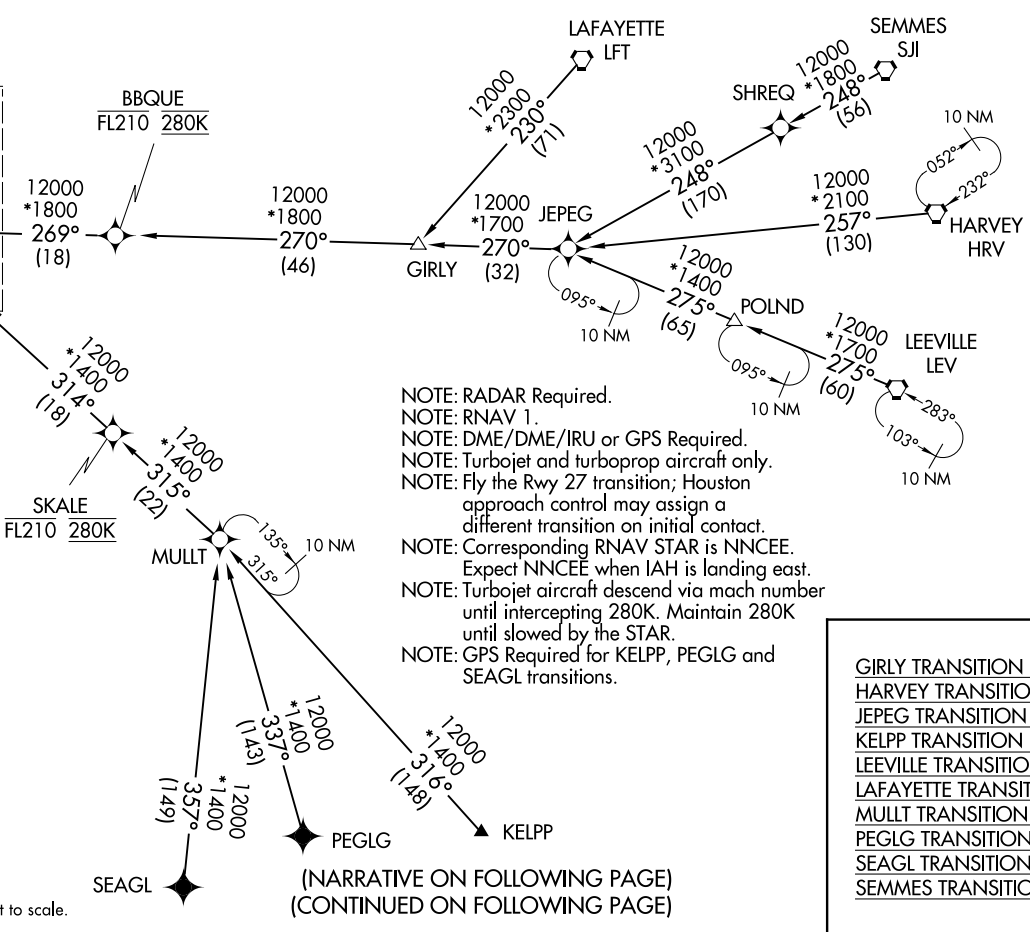 LAFAYETTE
LFT
SEMMES
SJI
12000
*1800
248°
(56)
SHREQ
10 NM
052°
232°
HARVEY
HRV
BBQUE
FL210 280K
12000
*2300
230°
(71)
12000
*3100
248°
(170)
12000
*2100
257°
(130)
12000
*1800
269°
(18)
12000
*1800
270°
(46)
GIRLY
12000
*1700
270°
(32)
JEPEG
095°
10 NM
12000
*1400
275°
(65)
POLND
095°
10 NM
12000
*1700
275°
(60)
LEEVILLE
LEV
283°
103°
10 NM
12000
*1400
314°
(18)
SKALE
FL210 280K
12000
*1400
315°
(22)
MULLT
135°
315°
10 NM
NOTE: RADAR Required.
NOTE: RNAV 1.
NOTE: DME/DME/IRU or GPS Required.
NOTE: Turbojet and turboprop aircraft only.
NOTE: Fly the Rwy 27 transition; Houston
approach control may assign a
different transition on initial contact.
NOTE: Corresponding RNAV STAR is NNCEE.
Expect NNCEE when IAH is landing east.
NOTE: Turbojet aircraft descend via mach number
until intercepting 280K. Maintain 280K
until slowed by the STAR.
NOTE: GPS Required for KELPP, PEGLG and
SEAGL transitions.
12000
*1400
357°
(149)
12000
*1400
337°
(143)
12000
*1400
316°
(148)
SEAGL
PEGLG
KELPP
(NARRATIVE ON FOLLOWING PAGE)
(CONTINUED ON FOLLOWING PAGE)
t to scale.
GIRLY TRANSITION
HARVEY TRANSITIO
JEPEG TRANSITION
KELPP TRANSITION
LEEVILLE TRANSITIO
LAFAYETTE TRANSIT
MULLT TRANSITION
PEGLG TRANSITION
SEAGL TRANSITION
SEMMES TRANSITIO